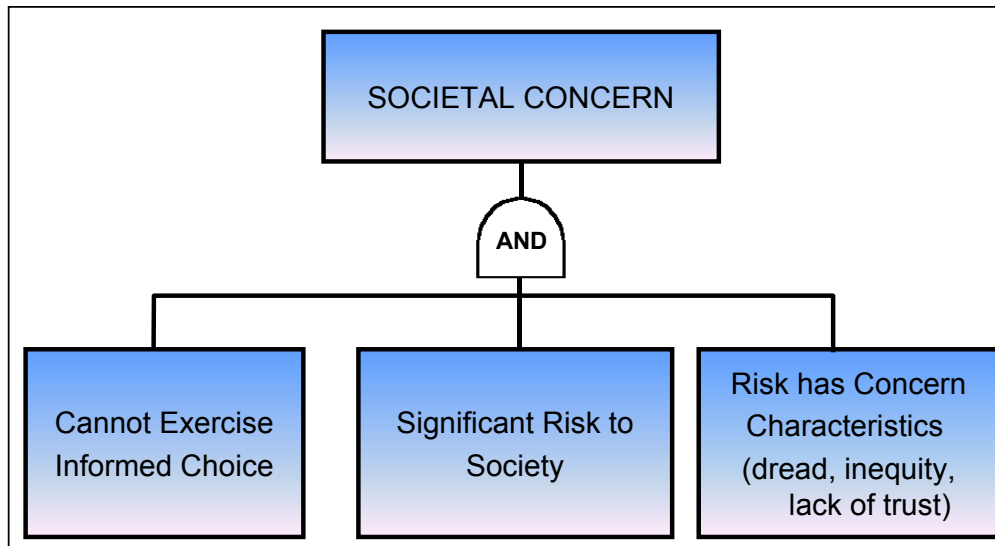 SOCIETAL CONCERN
AND
Cannot Exercise
Informed Choice
Significant Risk to
Society
Risk has Concern
Characteristics
(dread, inequity,
lack of trust)